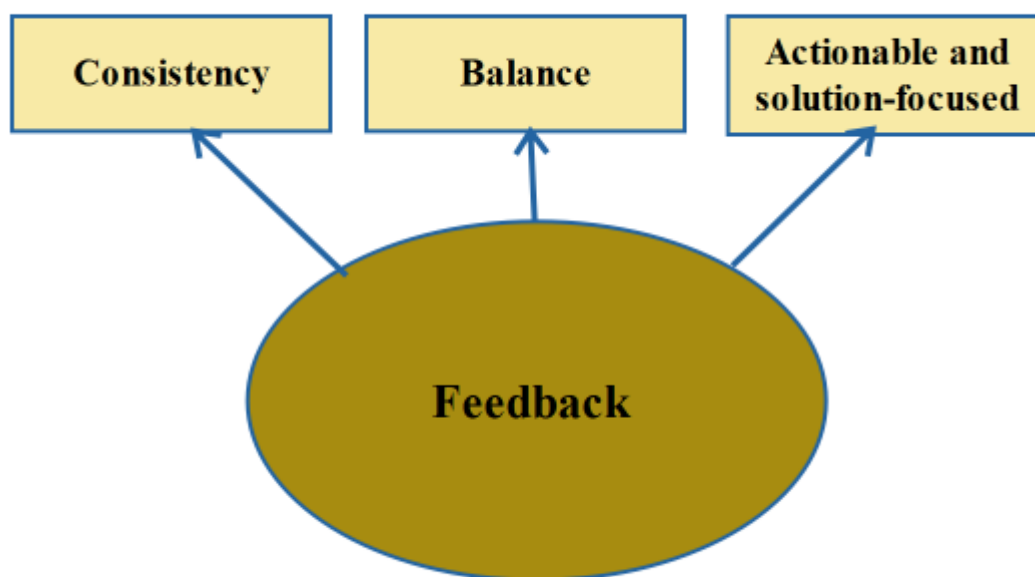 Consistency
Balance
Actionable and
solution-focused
Feedback